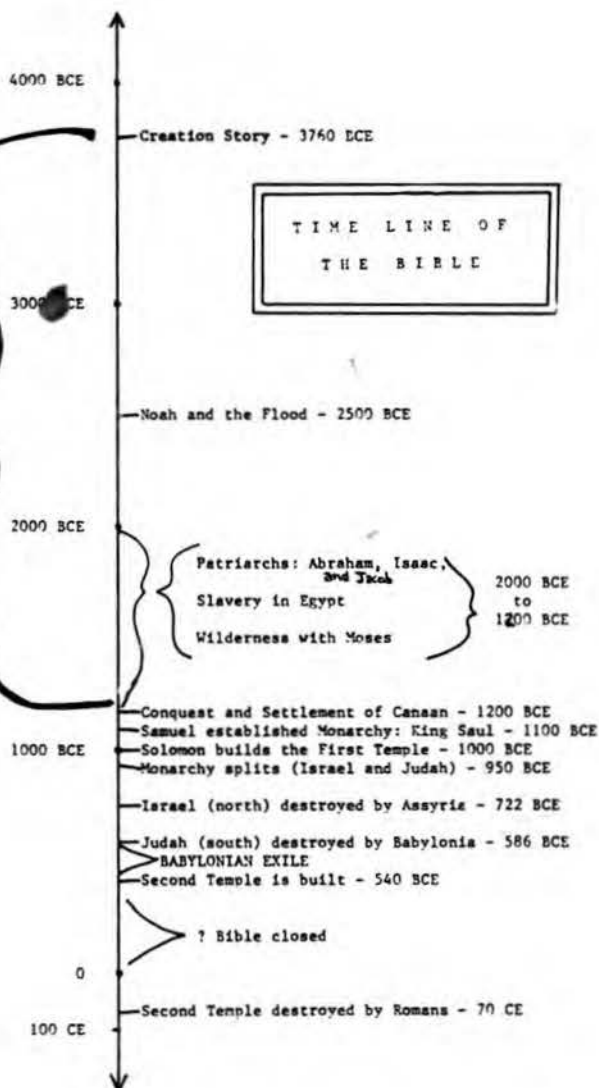 4000 BCE
Creation Story - 3760 BCE
TIME LINE OF
THE BIBLE
3000 CE
Noah and the Flood - 2500 BCE
2000 BCE
Patriarchs: Abraham, Isaac,
and Jacob
Slavery in Egypt
Wilderness with Moses
2000 BCE
to
1200 BCE
Conquest and Settlement of Canaan - 1200 BCE
Samuel established Monarchy: King Saul - 1100 BCE
1000 BCE
Solomon builds the First Temple - 1000 BCE
Monarchy splits (Israel and Judah) - 950 BCE
Israel (north) destroyed by Assyria - 722 BCE
Judah (south) destroyed by Babylonia - 586 BCE
BABYLONIAN EXILE
Second Temple is built - 540 BCE
? Bible closed
0
Second Temple destroyed by Romans - 70 CE
100 CE